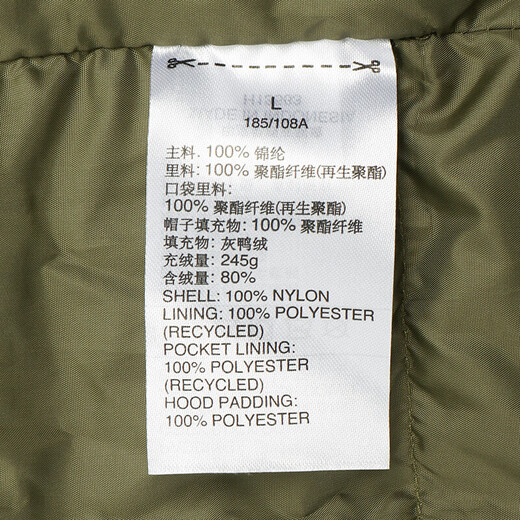 L
185/108A
主料: 100% 锦纶
里料: 100% 聚酯纤维(再生聚酯)
口袋里料:
100% 聚酯纤维(再生聚酯)
帽子填充物: 100% 聚酯纤维
填充物: 灰鸭绒
充绒量: 245g
含绒量: 80%
SHELL: 100% NYLON
LINING: 100% POLYESTER
(RECYCLED)
POCKET LINING:
100% POLYESTER
(RECYCLED)
HOOD PADDING:
100% POLYESTER